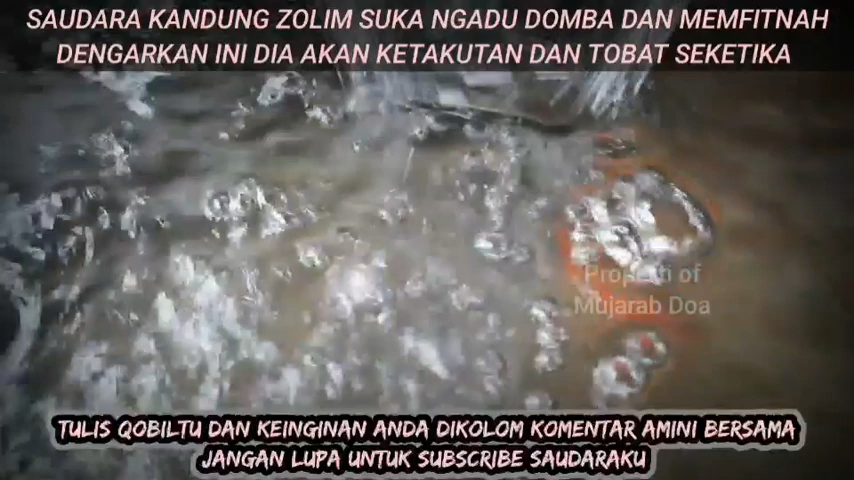 SAUDARA KANDUNG ZOLIM SUKA NGADU DOMBA DAN MEMFITNAH
DENGARKAN INI DIA AKAN KETAKUTAN DAN TOBAT SEKETIKA
Properti of
Mujarab Doa
TULIS QOBILTU DAN KEINGINAN ANDA DIKOLOM KOMENTAR AMINI BERSAMA
JANGAN LUPA UNTUK SUBSCRIBE SAUDARAKU